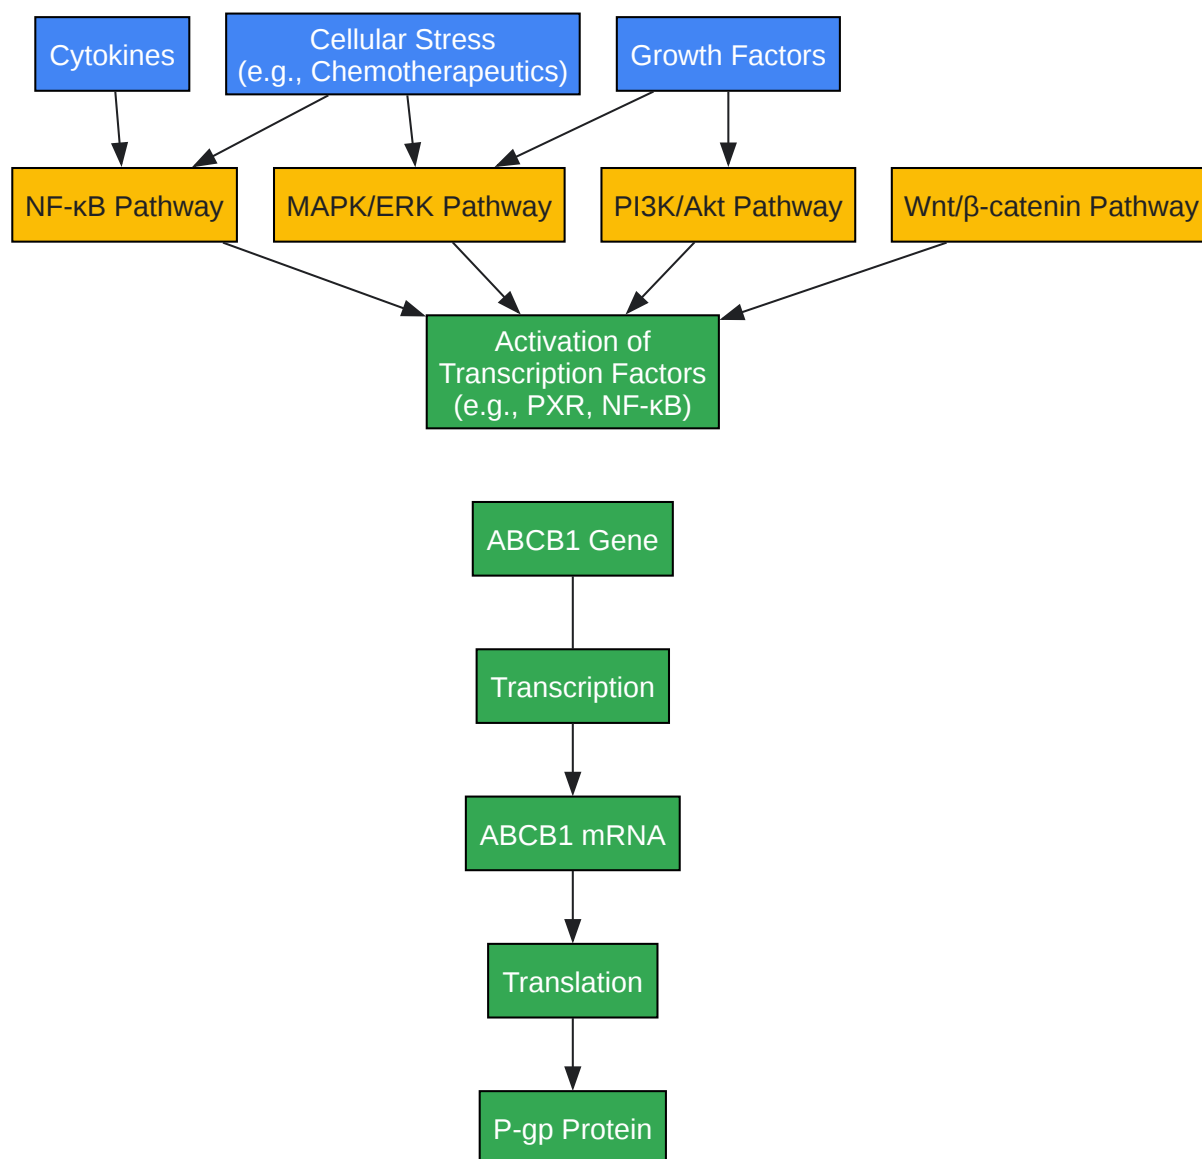 Cytokines
Cellular Stress
(e.g., Chemotherapeutics)
Growth Factors
NF-κB Pathway
MAPK/ERK Pathway
PI3K/Akt Pathway
Wnt/β-catenin Pathway
Activation of
Transcription Factors
(e.g., PXR, NF-κB)
ABCB1 Gene
Transcription
ABCB1 mRNA
Translation
P-gp Protein